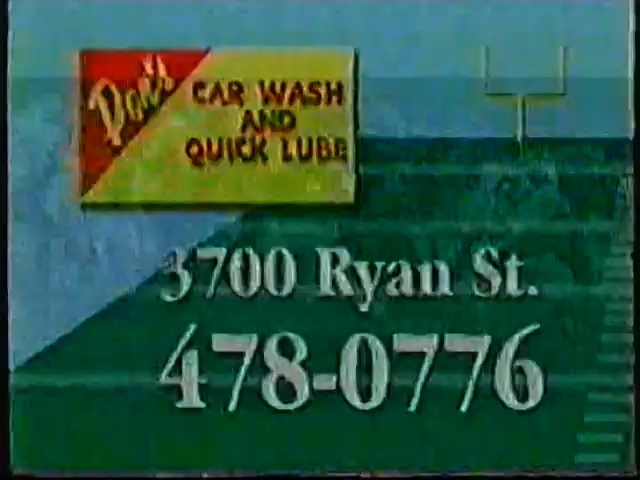 Don's
CAR WASH
AND
QUICK LUBE
3700 Ryan St.
478-0776